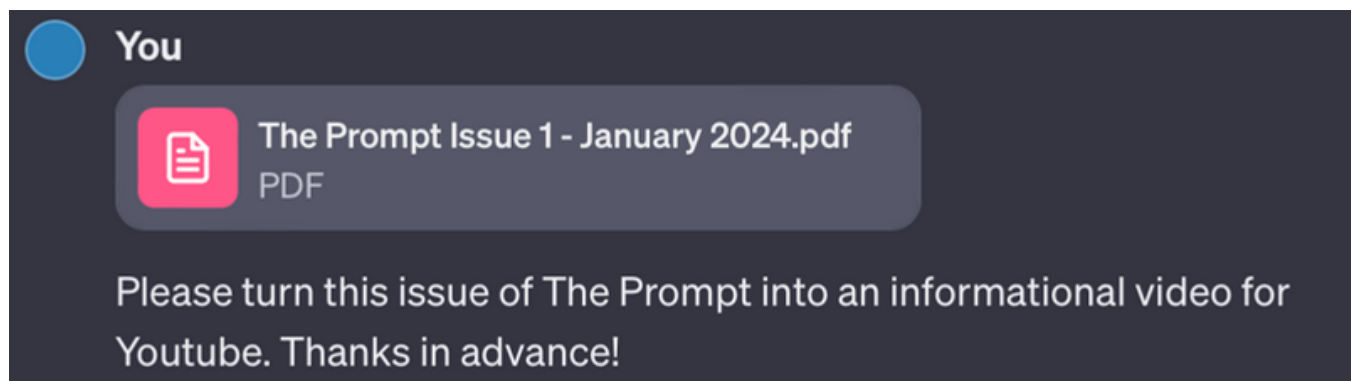 You
The Prompt Issue 1 - January 2024.pdf
PDF
Please turn this issue of The Prompt into an informational video for
Youtube. Thanks in advance!